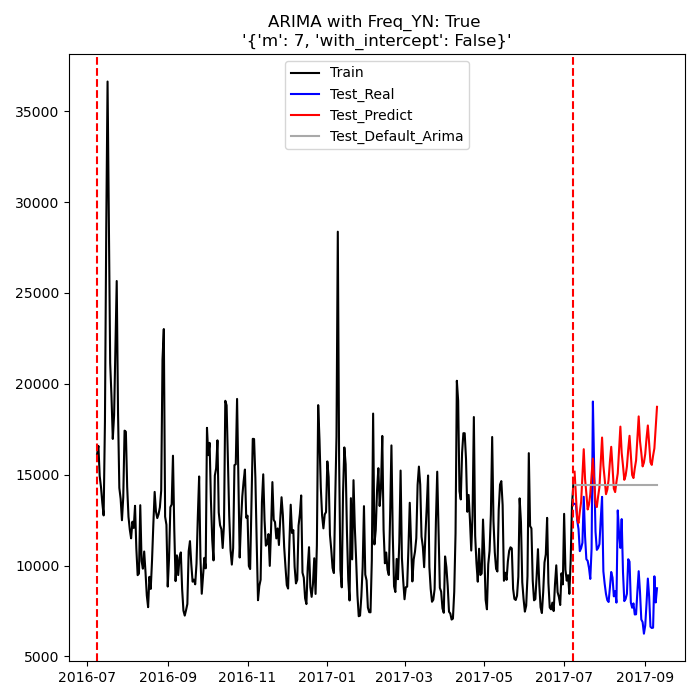 ARIMA with Freq_YN: True
'{'m': 7, 'with_intercept': False}'
Train
Test_Real
Test_Predict
Test_Default_Arima
35000
30000
25000
20000
15000
10000
5000
2016-07 2016-09 2016-11 2017-01 2017-03 2017-05 2017-07 2017-09